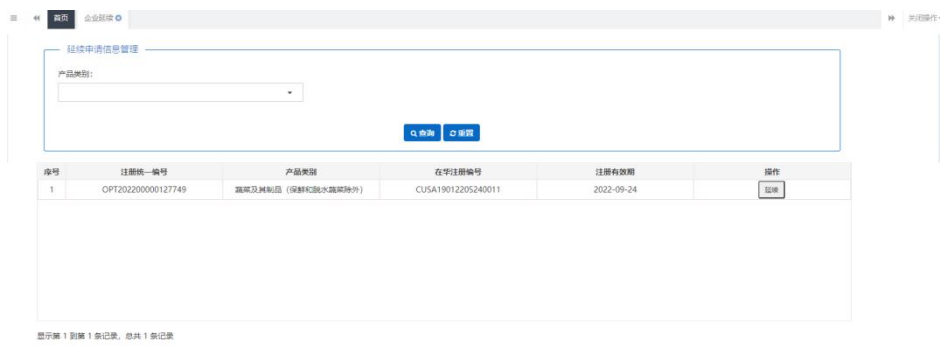 首页 企业延续 关闭操作
延续申请信息管理
产品类别：
查询 重置
序号 注册统一编号 产品类别 在华注册编号 注册有效期 操作
1 OPT202200000127749 蔬菜及其制品（保鲜和脱水蔬菜除外） CUSA19012205240011 2022-09-24 延续
显示第 1 到第 1 条记录，总共 1 条记录